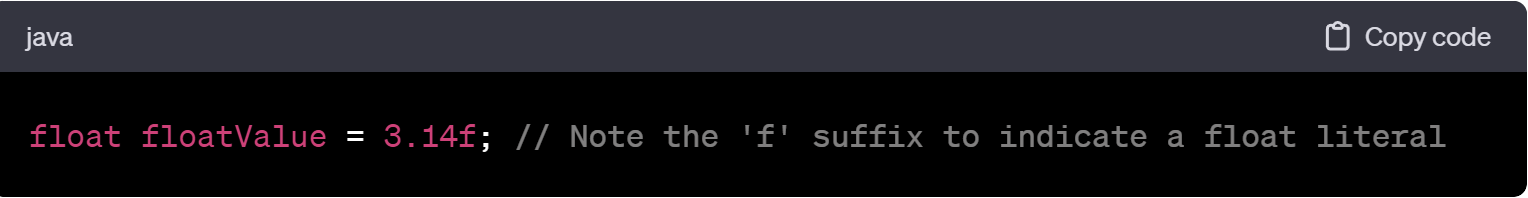 java
Copy code
float floatValue = 3.14f; // Note the 'f' suffix to indicate a float literal